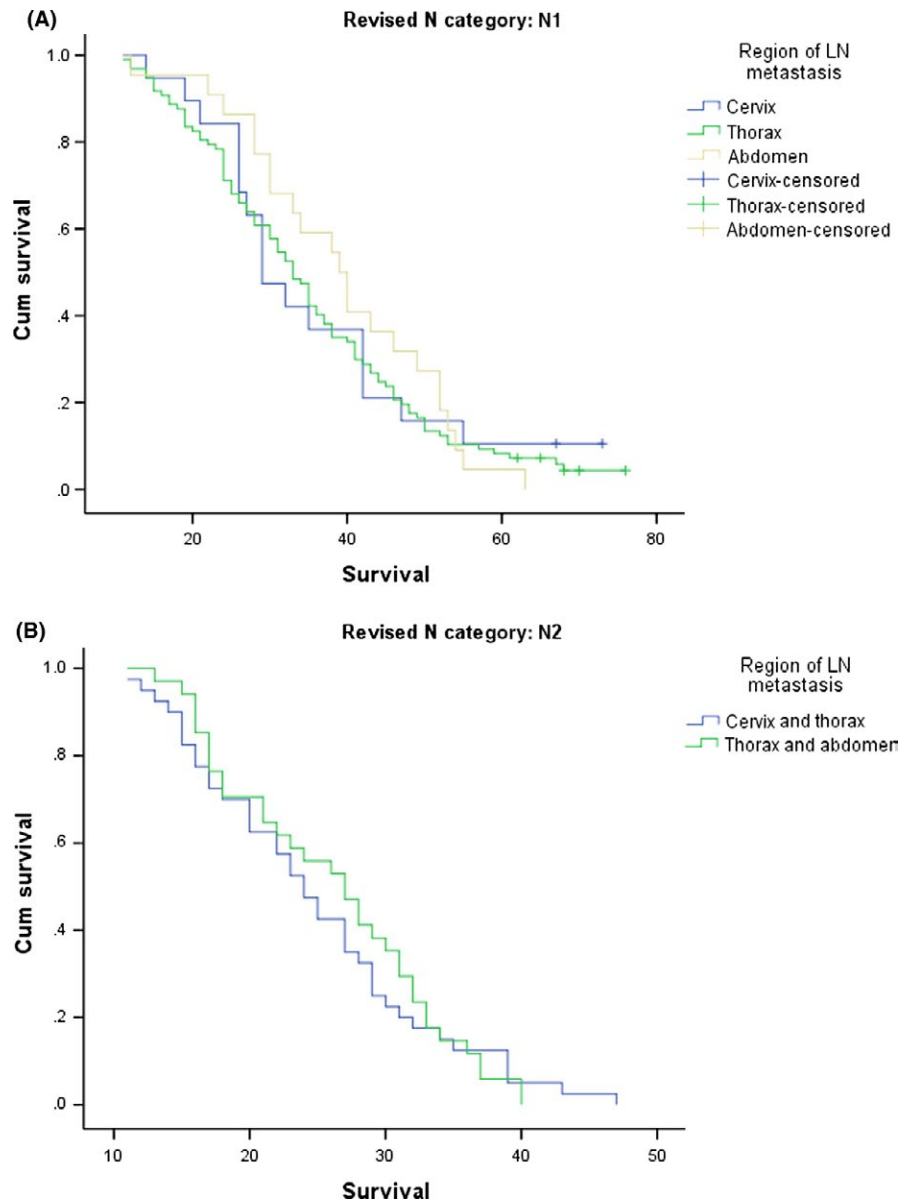 (A)
Revised N category: N1
1.0
.8
.6
.4
.2
.0
Cum survival
20
40
60
80
Survival
Region of LN
metastasis
Cervix
Thorax
Abdomen
Cervix-censored
Thorax-censored
Abdomen-censored
(B)
Revised N category: N2
1.0
.8
.6
.4
.2
.0
Cum survival
10
20
30
40
50
Survival
Region of LN
metastasis
Cervix and thorax
Thorax and abdomen